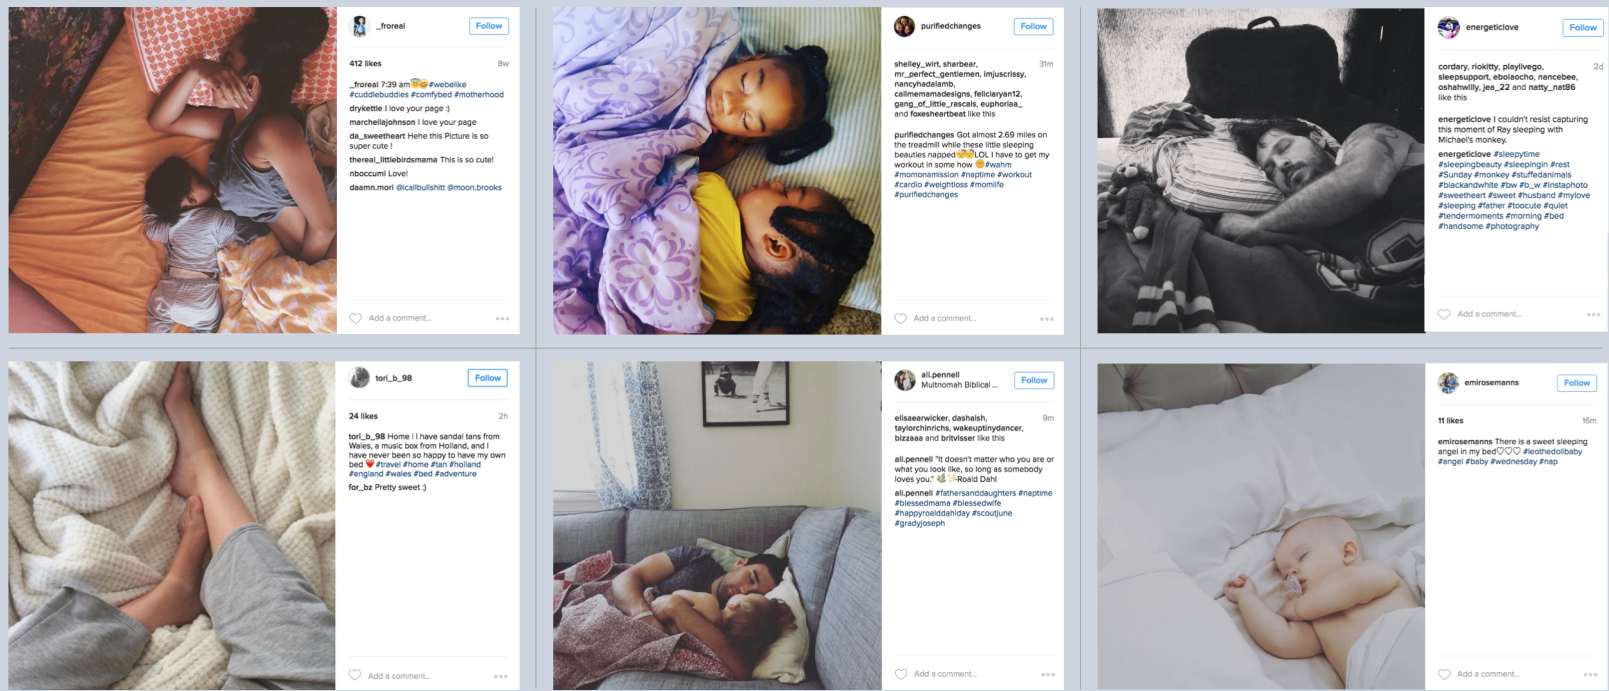 _froreal
Follow
412 likes 8w
_froreal 7:39 am😇😊#webelike
#cuddlebuddies #comfybed #motherhood
drykettle I love your page :)
marchellajohnson I love your page
da_sweetheart Hehe this Picture is so
super cute !
thereal_littlebirdsmama This is so cute!
nboccumi Love!
daamn.mori @icallbullshitt @moon.brooks
Add a comment...
purifiedchanges
Follow
shelley_wirt, sharbear, 31m
mr_perfect_gentlemen, imjuscrissy,
nancyhadalamb,
callmemamadesigns, feliciaryan12,
gang_of_little_rascals, euphoriaa_
and foxesheartbeat like this
purifiedchanges Got almost 2.69 miles on
the treadmill while these little sleeping
beauties napped😴😴LOL I have to get my
workout in some how 😊#wahm
#momonamission #naptime #workout
#cardio #weightloss #momlife
#purifiedchanges
Add a comment...
energeticlove
Follow
cordary, riokitty, playlivego, 2d
sleepsupport, ebolaocho, nancebee,
oshahwilly, jea_22 and natty_nat86
like this
energeticlove I couldn't resist capturing
this moment of Ray sleeping with
Michael's monkey.
energeticlove #sleepytime
#sleepingbeauty #sleepingin #rest
#Sunday #monkey #stuffedanimals
#blackandwhite #bw #b_w #instaphoto
#sweetheart #sweet #husband #mylove
#sleeping #father #toocute #quiet
#tendermoments #morning #bed
#handsome #photography
Add a comment...
tori_b_98
Follow
24 likes 2h
tori_b_98 Home | I have sandal tans from
Wales, a music box from Holland, and I
have never been so happy to have my own
bed ❤️ #travel #home #tan #holland
#england #wales #bed #adventure
for_bz Pretty sweet :)
Add a comment...
ali.pennell
Multnomah Biblical ...
Follow
elisaearwicker, dashalsh, 9m
taylorchinrichs, wakeuptinydancer,
bizzaaa and britvisser like this
ali.pennell "It doesn't matter who you are or
what you look like, so long as somebody
loves you." 🌿✨-Roald Dahl
ali.pennell #fathersanddaughters #naptime
#blessedmama #blessedwife
#happyroalddahlday #scoutjune
#gradyjoseph
Add a comment...
emirosemanns
Follow
11 likes 16m
emirosemanns There is a sweet sleeping
angel in my bed♡♡♡ #leothedollbaby
#angel #baby #wednesday #nap
Add a comment...